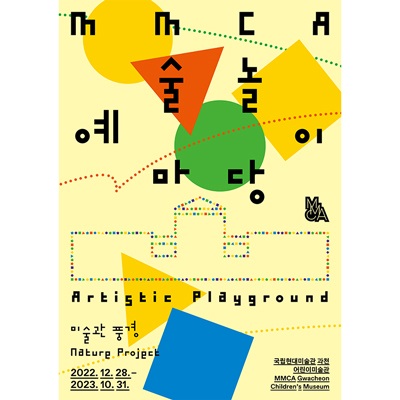 MMCA
예술놀이
마당
MMCA
Artistic Playground
미술관 풍경
Nature Project
2022. 12. 28.–
2023. 10. 31.
국립현대미술관 과천
어린이미술관
MMCA Gwacheon
Children's Museum